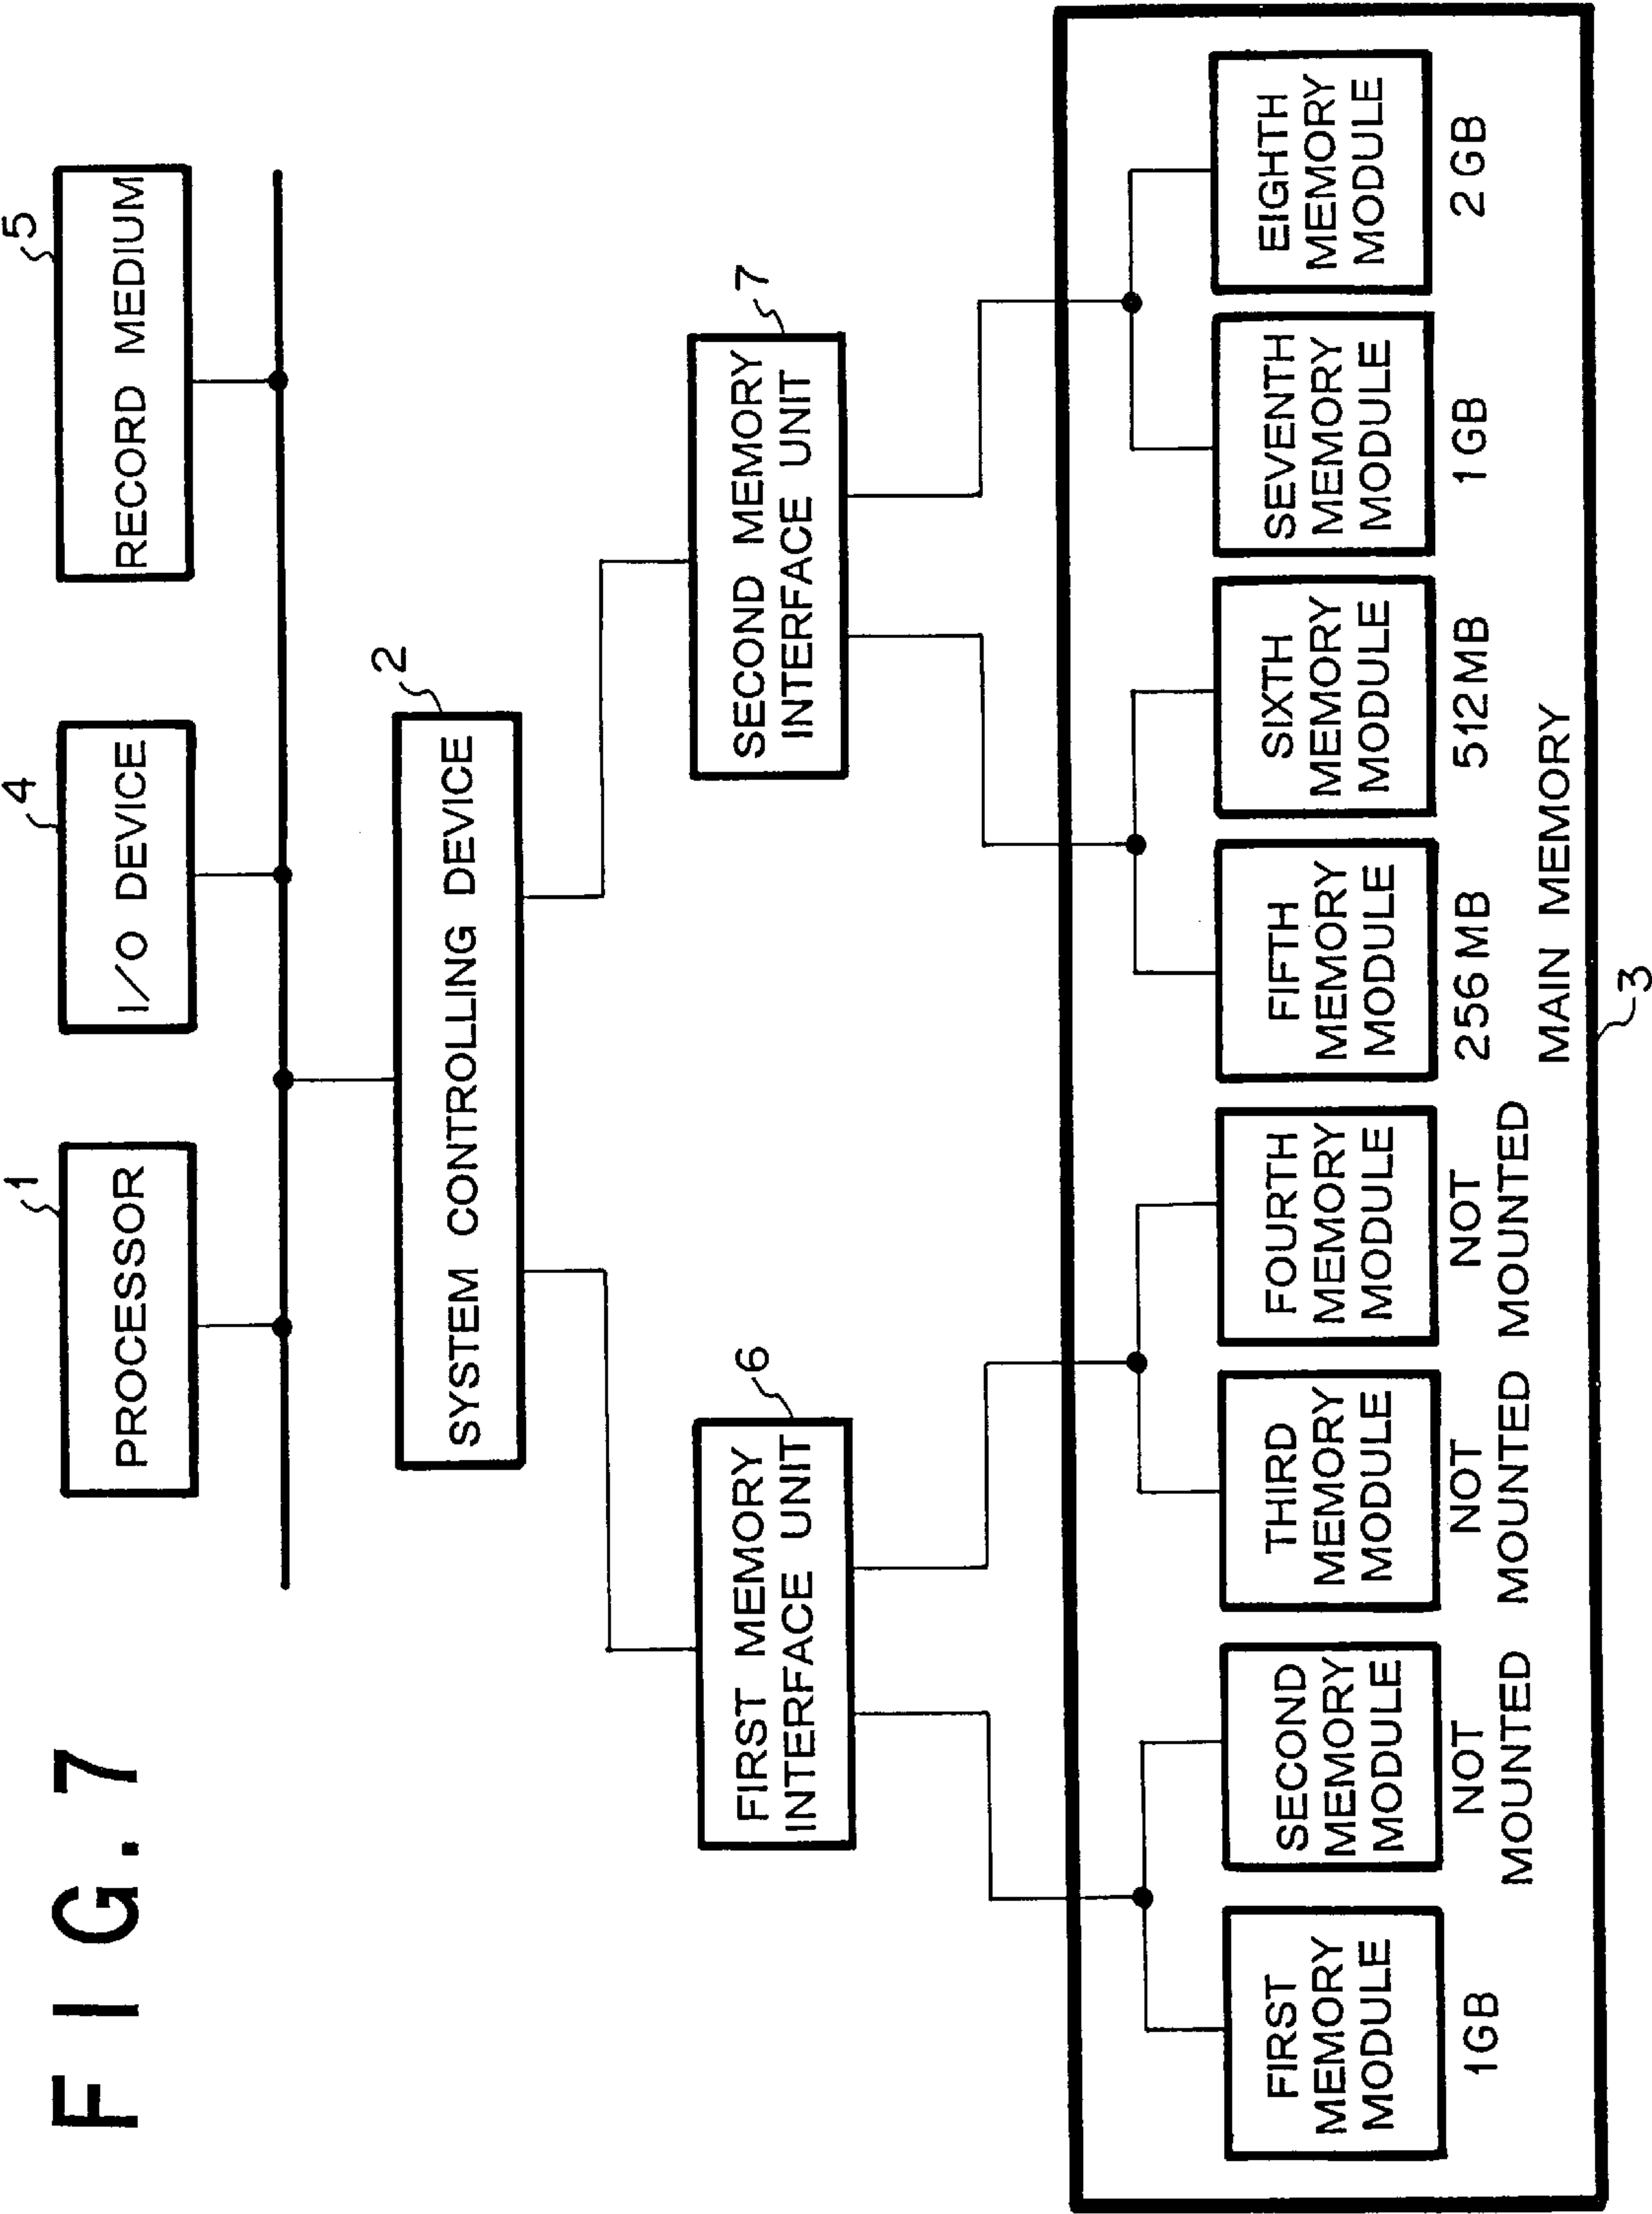 FIG.7
1
PROCESSOR
4
I/O DEVICE
5
RECORD MEDIUM
2
SYSTEM CONTROLLING DEVICE
6
FIRST MEMORY
INTERFACE UNIT
7
SECOND MEMORY
INTERFACE UNIT
FIRST
MEMORY
MODULE
1GB
SECOND
MEMORY
MODULE
NOT
MOUNTED
THIRD
MEMORY
MODULE
NOT
MOUNTED
FOURTH
MEMORY
MODULE
NOT
MOUNTED
FIFTH
MEMORY
MODULE
256MB
SIXTH
MEMORY
MODULE
512MB
SEVENTH
MEMORY
MODULE
1GB
EIGHTH
MEMORY
MODULE
2GB
MAIN MEMORY
3